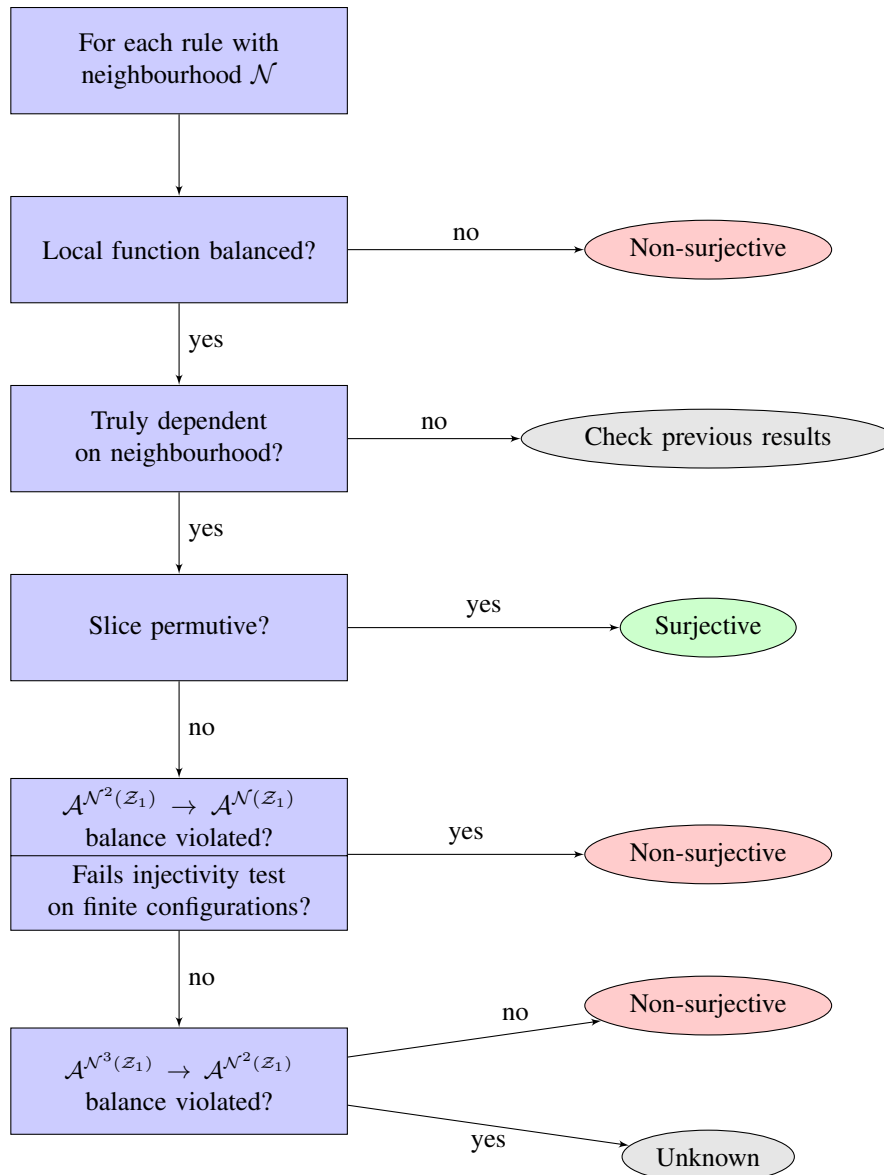 For each rule with
neighbourhood 𝒩
Local function balanced?
no
Non-surjective
yes
Truly dependent
on neighbourhood?
no
Check previous results
yes
Slice permutive?
yes
Surjective
no
𝒜^{𝒩²(𝒵₁)} → 𝒜^{𝒩(𝒵₁)}
balance violated?
Fails injectivity test
on finite configurations?
yes
Non-surjective
no
𝒜^{𝒩³(𝒵₁)} → 𝒜^{𝒩²(𝒵₁)}
balance violated?
no
Non-surjective
yes
Unknown